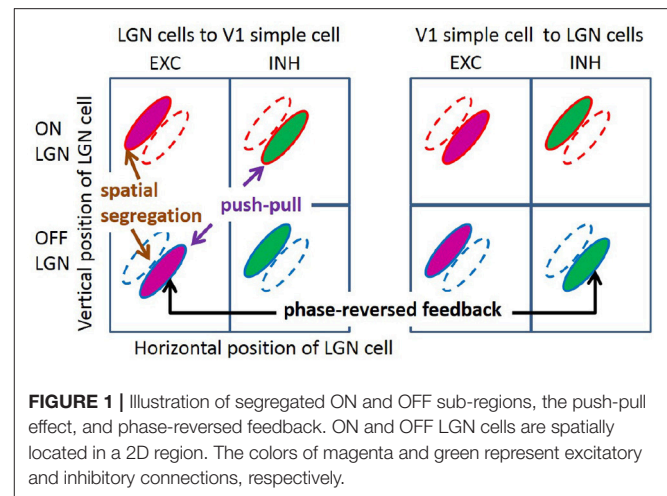 LGN cells to V1 simple cell
V1 simple cell to LGN cells
EXC
INH
EXC
INH
ON
LGN
OFF
LGN
Vertical position of LGN cell
spatial
segregation
push-pull
phase-reversed feedback
Horizontal position of LGN cell
FIGURE 1 | Illustration of segregated ON and OFF sub-regions, the push-pull
effect, and phase-reversed feedback. ON and OFF LGN cells are spatially
located in a 2D region. The colors of magenta and green represent excitatory
and inhibitory connections, respectively.